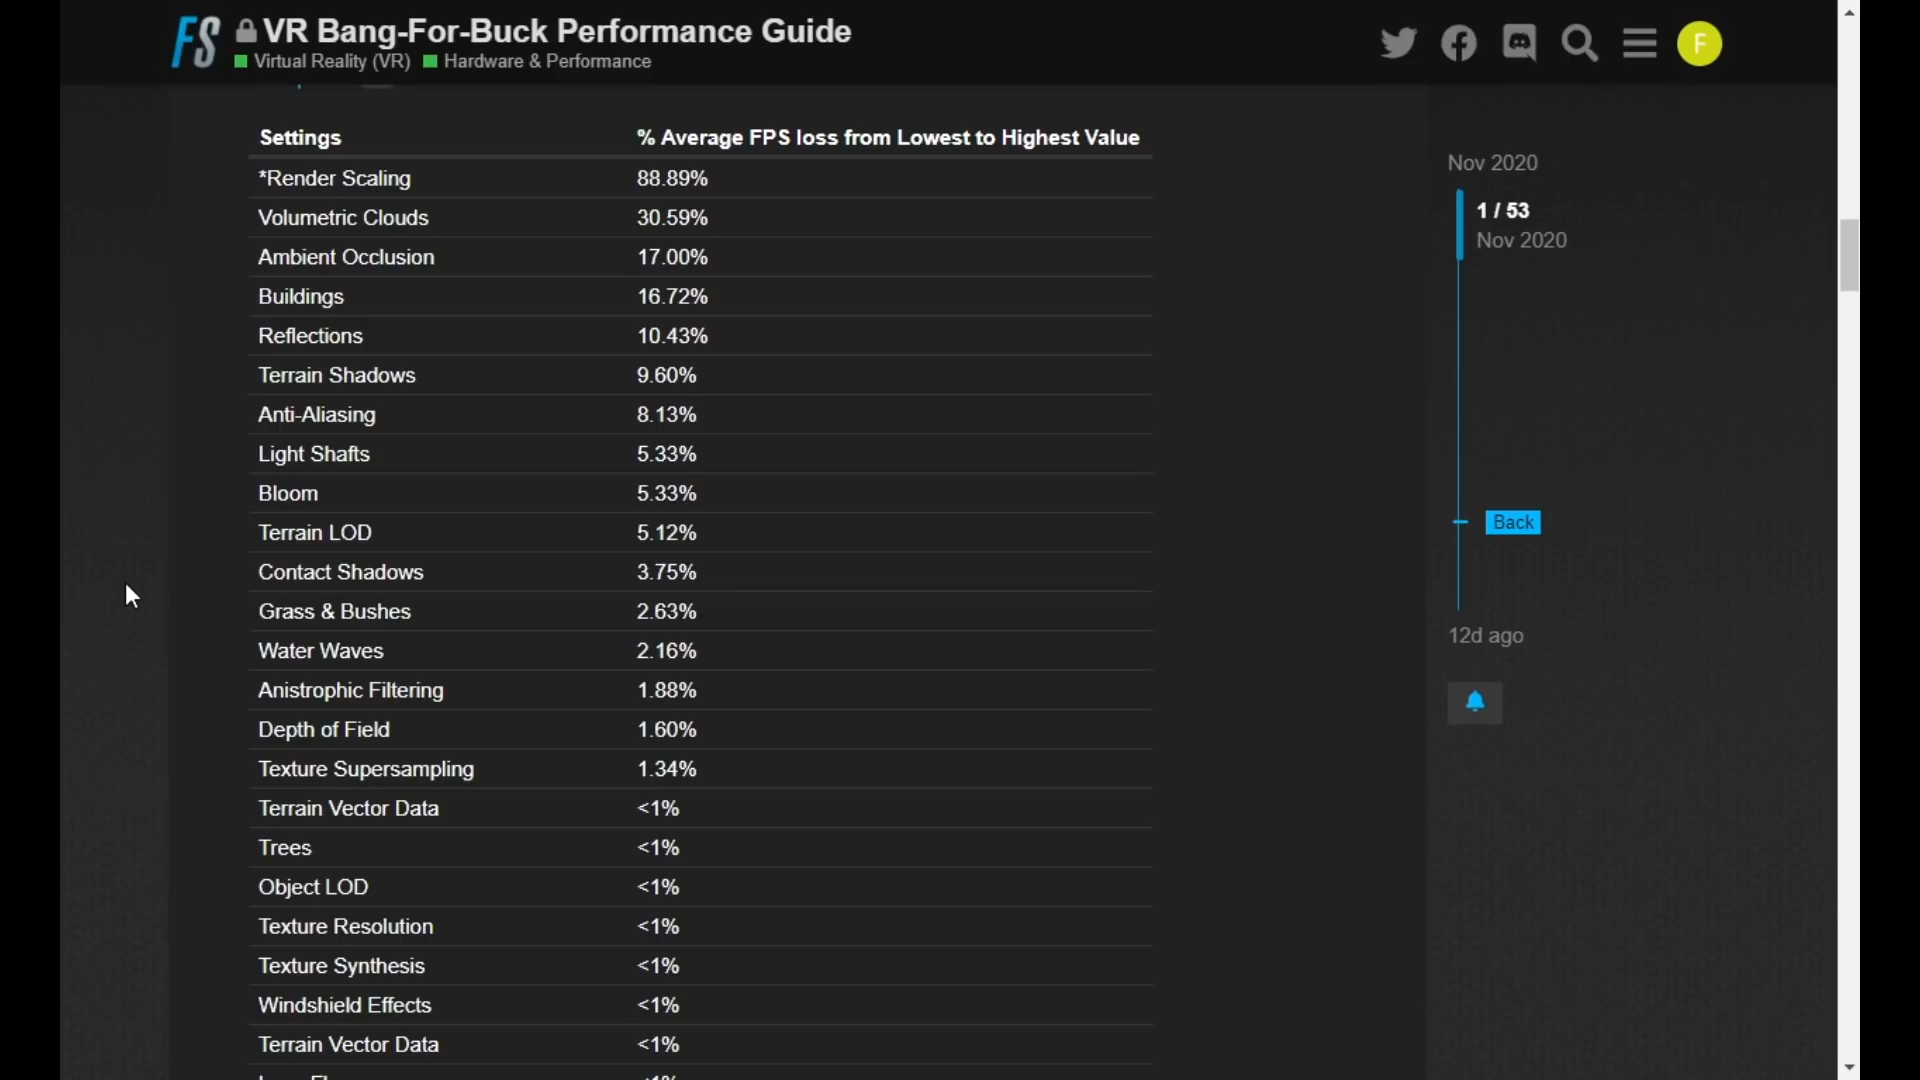 FS VR Bang-For-Buck Performance Guide
Virtual Reality (VR) Hardware & Performance
F
Settings % Average FPS loss from Lowest to Highest Value
*Render Scaling 88.89%
Volumetric Clouds 30.59%
Ambient Occlusion 17.00%
Buildings 16.72%
Reflections 10.43%
Terrain Shadows 9.60%
Anti-Aliasing 8.13%
Light Shafts 5.33%
Bloom 5.33%
Terrain LOD 5.12%
Contact Shadows 3.75%
Grass & Bushes 2.63%
Water Waves 2.16%
Anistrophic Filtering 1.88%
Depth of Field 1.60%
Texture Supersampling 1.34%
Terrain Vector Data <1%
Trees <1%
Object LOD <1%
Texture Resolution <1%
Texture Synthesis <1%
Windshield Effects <1%
Terrain Vector Data <1%
Nov 2020
1 / 53
Nov 2020
Back
12d ago